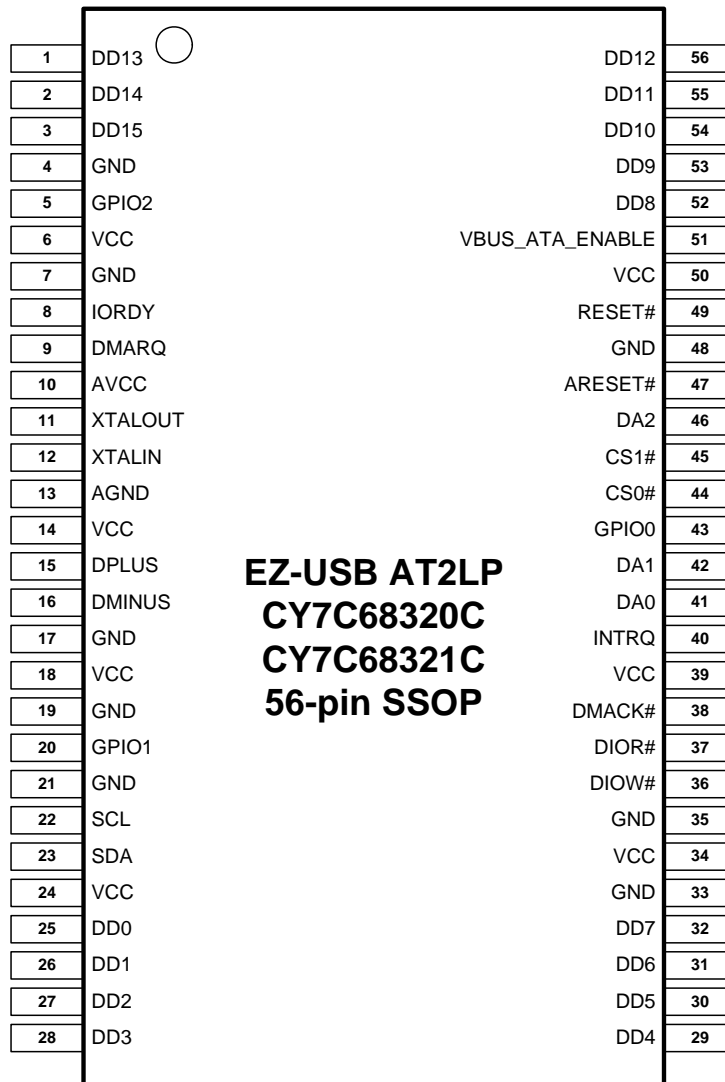 1 DD13 DD12 56
2 DD14 DD11 55
3 DD15 DD10 54
4 GND DD9 53
5 GPIO2 DD8 52
6 VCC VBUS_ATA_ENABLE 51
7 GND VCC 50
8 IORDY RESET# 49
9 DMARQ GND 48
10 AVCC ARESET# 47
11 XTALOUT DA2 46
12 XTALIN CS1# 45
13 AGND CS0# 44
14 VCC GPIO0 43
15 DPLUS EZ-USB AT2LP DA1 42
16 DMINUS CY7C68320C DA0 41
17 GND CY7C68321C INTRQ 40
18 VCC 56-pin SSOP VCC 39
19 GND DMACK# 38
20 GPIO1 DIOR# 37
21 GND DIOW# 36
22 SCL GND 35
23 SDA VCC 34
24 VCC GND 33
25 DD0 DD7 32
26 DD1 DD6 31
27 DD2 DD5 30
28 DD3 DD4 29